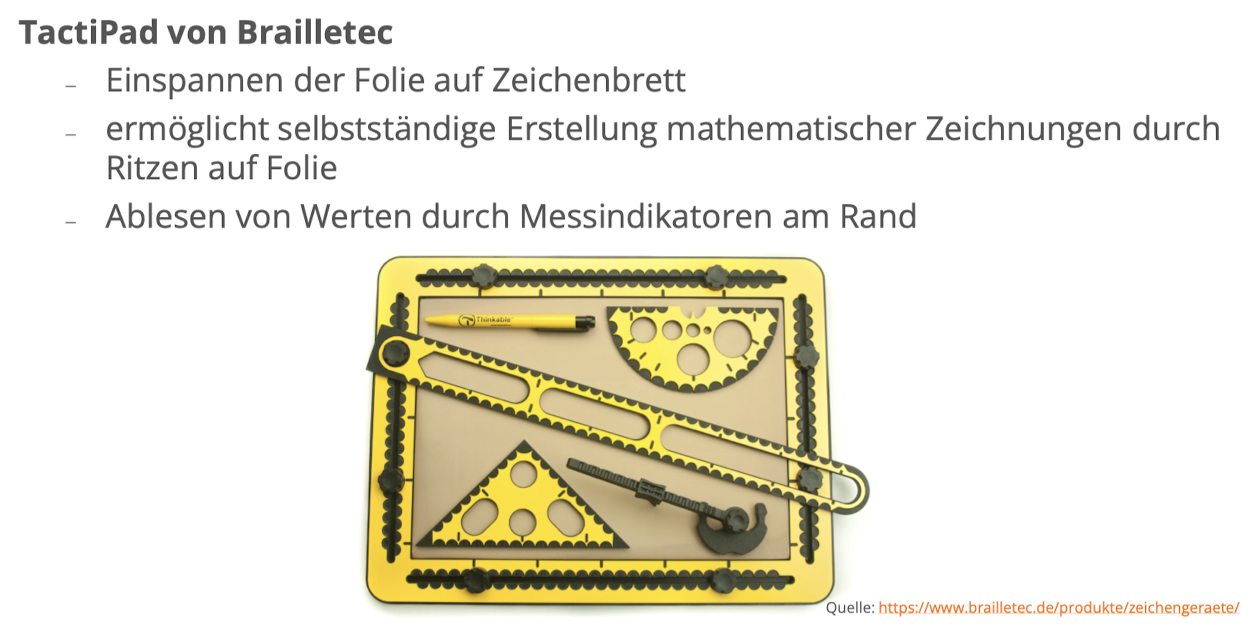 TactiPad von Brailletec
– Einspannen der Folie auf Zeichenbrett
– ermöglicht selbstständige Erstellung mathematischer Zeichnungen durch
Ritzen auf Folie
– Ablesen von Werten durch Messindikatoren am Rand
Thinkable
Quelle: https://www.brailletec.de/produkte/zeichengeraete/